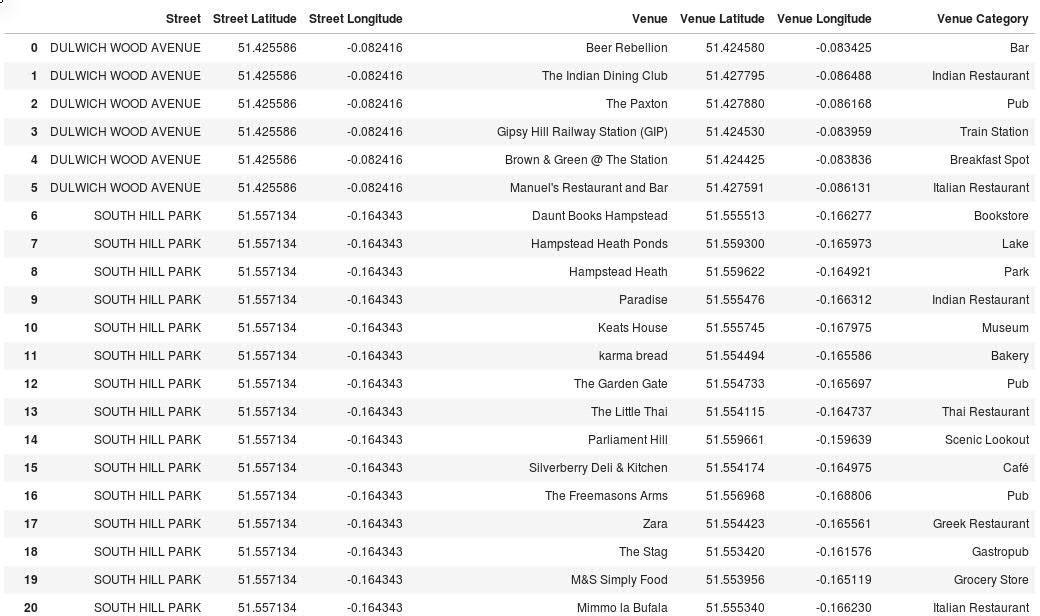 Street Street Latitude Street Longitude Venue Venue Latitude Venue Longitude Venue Category
0 DULWICH WOOD AVENUE 51.425586 -0.082416 Beer Rebellion 51.424580 -0.083425 Bar
1 DULWICH WOOD AVENUE 51.425586 -0.082416 The Indian Dining Club 51.427795 -0.086488 Indian Restaurant
2 DULWICH WOOD AVENUE 51.425586 -0.082416 The Paxton 51.427880 -0.086168 Pub
3 DULWICH WOOD AVENUE 51.425586 -0.082416 Gipsy Hill Railway Station (GIP) 51.424530 -0.083959 Train Station
4 DULWICH WOOD AVENUE 51.425586 -0.082416 Brown & Green @ The Station 51.424425 -0.083836 Breakfast Spot
5 DULWICH WOOD AVENUE 51.425586 -0.082416 Manuel's Restaurant and Bar 51.427591 -0.086131 Italian Restaurant
6 SOUTH HILL PARK 51.557134 -0.164343 Daunt Books Hampstead 51.555513 -0.166277 Bookstore
7 SOUTH HILL PARK 51.557134 -0.164343 Hampstead Heath Ponds 51.559300 -0.165973 Lake
8 SOUTH HILL PARK 51.557134 -0.164343 Hampstead Heath 51.559622 -0.164921 Park
9 SOUTH HILL PARK 51.557134 -0.164343 Paradise 51.555476 -0.166312 Indian Restaurant
10 SOUTH HILL PARK 51.557134 -0.164343 Keats House 51.555745 -0.167975 Museum
11 SOUTH HILL PARK 51.557134 -0.164343 karma bread 51.554494 -0.165586 Bakery
12 SOUTH HILL PARK 51.557134 -0.164343 The Garden Gate 51.554733 -0.165697 Pub
13 SOUTH HILL PARK 51.557134 -0.164343 The Little Thai 51.554115 -0.164737 Thai Restaurant
14 SOUTH HILL PARK 51.557134 -0.164343 Parliament Hill 51.559661 -0.159639 Scenic Lookout
15 SOUTH HILL PARK 51.557134 -0.164343 Silverberry Deli & Kitchen 51.554174 -0.164975 Café
16 SOUTH HILL PARK 51.557134 -0.164343 The Freemasons Arms 51.556968 -0.168806 Pub
17 SOUTH HILL PARK 51.557134 -0.164343 Zara 51.554423 -0.165561 Greek Restaurant
18 SOUTH HILL PARK 51.557134 -0.164343 The Stag 51.553420 -0.161576 Gastropub
19 SOUTH HILL PARK 51.557134 -0.164343 M&S Simply Food 51.553956 -0.165119 Grocery Store
20 SOUTH HILL PARK 51.557134 -0.164343 Mimmo la Bufala 51.555340 -0.166230 Italian Restaurant